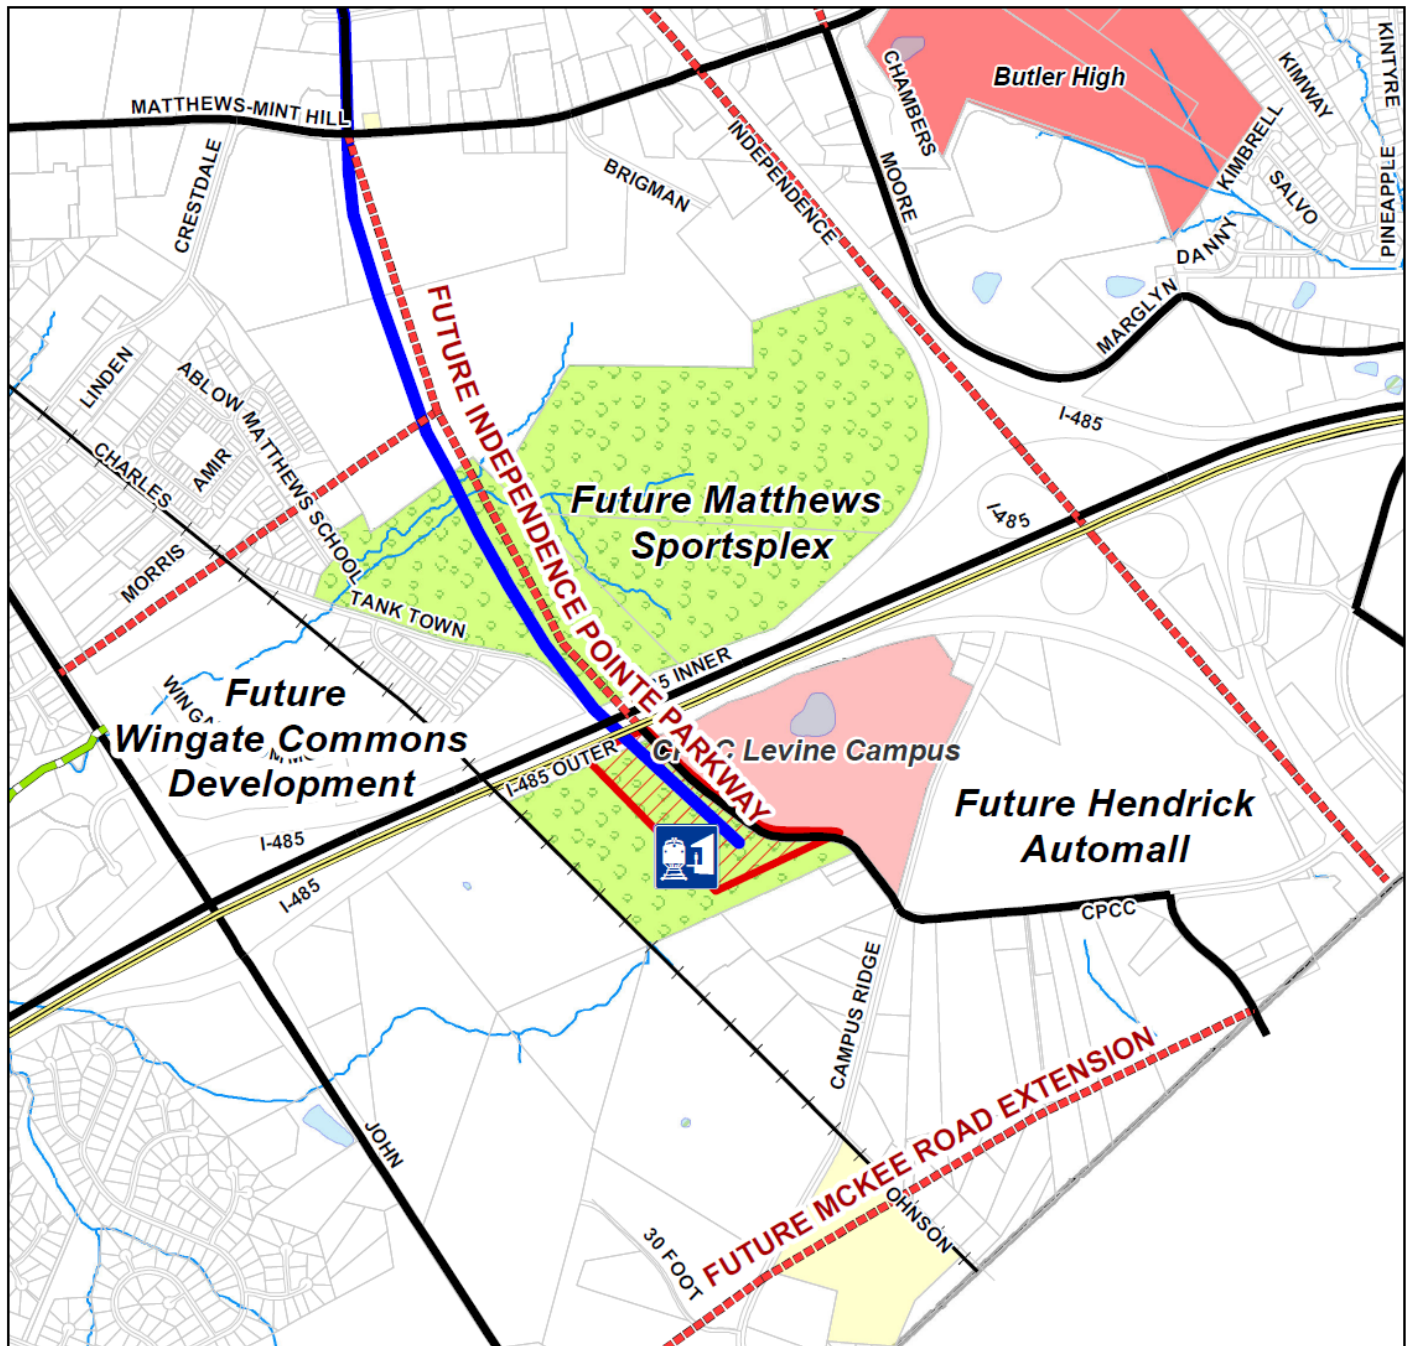 Butler High
KINTYRE
KIMWAY
CHAMBERS
MATTHEWS-MINT HILL
KIMBRELL
INDEPENDENCE
CRESTDALE
BRIGMAN
MOORE
SALVO
PINEAPPLE
DANNY
MARGLYN
FUTURE INDEPENDENCE POINTE PARKWAY
LINDEN
ABLOW
MATTHEWS SCHOOL
I-485
AMIR
CHARLES
Future Matthews
Sportsplex
I-485
MORRIS
TANK TOWN
85 INNER
Future
Wingate Commons
Development
I-485 OUTER
Levine Campus
Future Hendrick
Automall
I-485
I-485
CPCC
CAMPUS RIDGE
JOHN
FUTURE MCKEE ROAD EXTENSION
OHNSON
30 FOOT